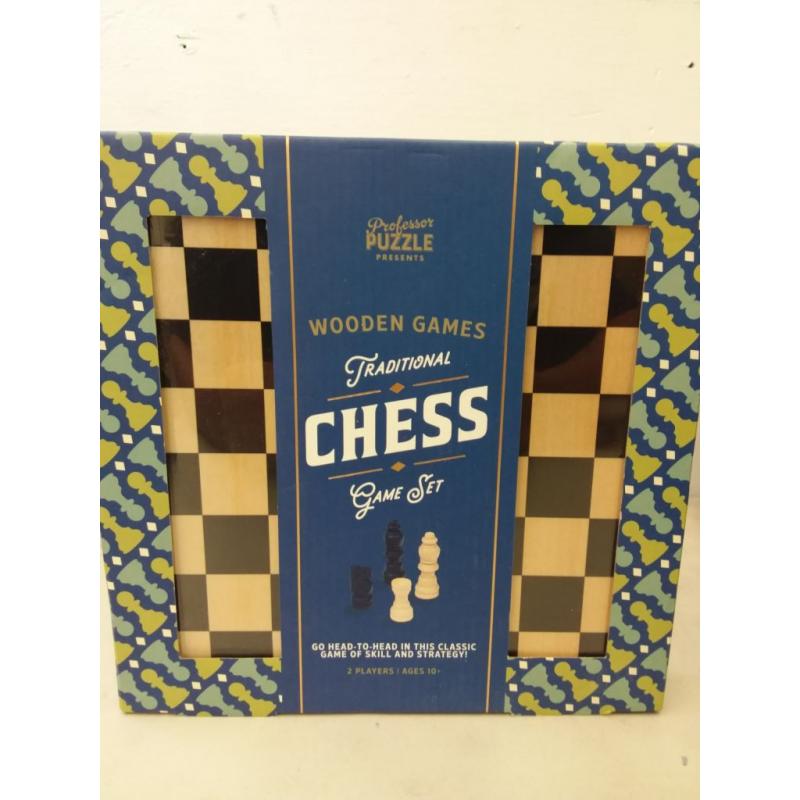 Professor
PUZZLE
PRESENTS
WOODEN GAMES
TRADITIONAL
CHESS
GAME SET
GO HEAD-TO-HEAD IN THIS CLASSIC
GAME OF SKILL AND STRATEGY!
2 PLAYERS | AGES 10+